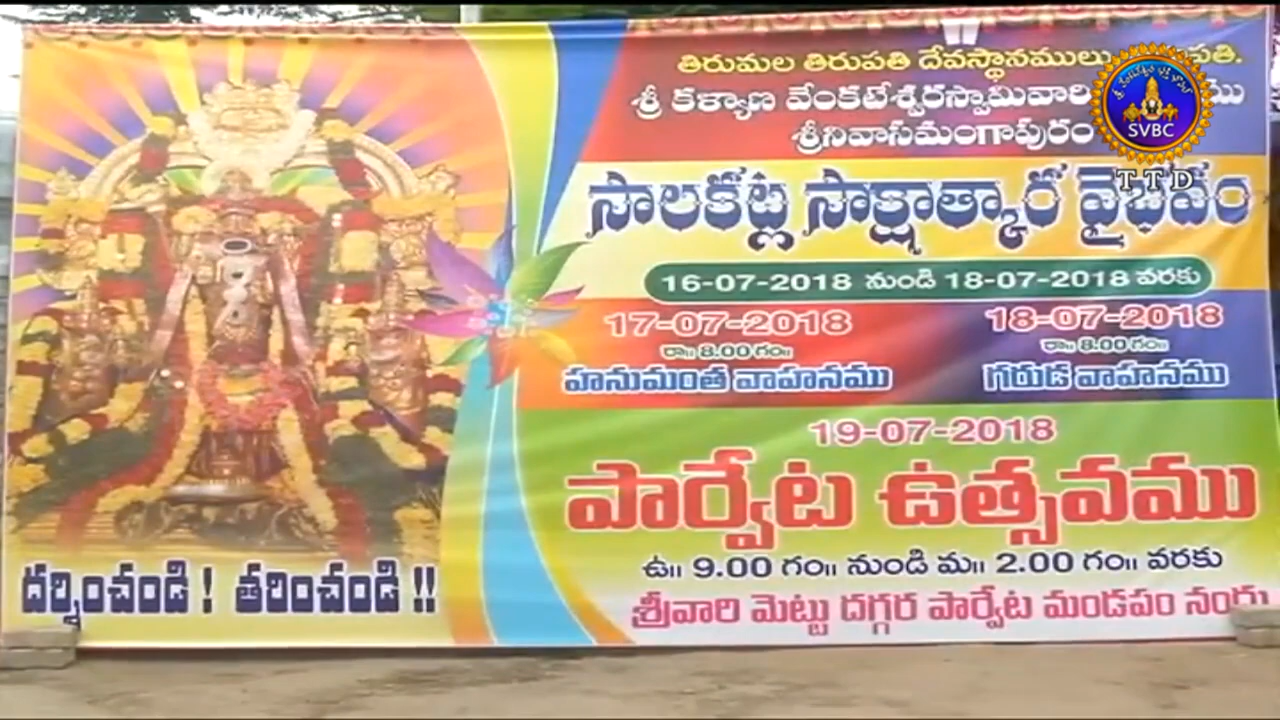 తిరుమల తిరుపతి దేవస్థానములు
శ్రీ కళ్యాణ వేంకటేశ్వరస్వామివారి
శ్రీనివాసమంగాపురం
SVBC
TTD
సాలకట్ల సాక్షాత్కార వైభవం
16-07-2018 నుండి 18-07-2018 వరకు
17-07-2018
రా॥ 8.00 గం॥
హనుమంత వాహనము
18-07-2018
రా॥ 8.00 గం॥
గరుడ వాహనము
19-07-2018
పార్వేట ఉత్సవము
ఉ॥ 9.00 గం॥ నుండి మ॥ 2.00 గం॥ వరకు
శ్రీవారి మెట్టు దగ్గర పార్వేట మండపం నందు
దర్శించండి ! తరించండి !!